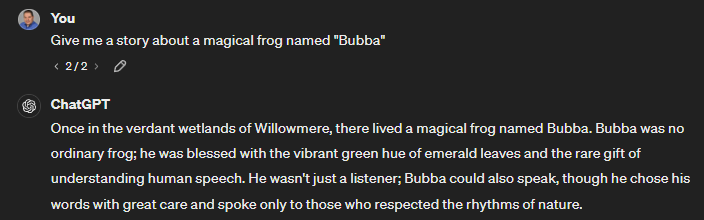 You
Give me a story about a magical frog named "Bubba"
< 2/2 >
ChatGPT
Once in the verdant wetlands of Willowmere, there lived a magical frog named Bubba. Bubba was no
ordinary frog; he was blessed with the vibrant green hue of emerald leaves and the rare gift of
understanding human speech. He wasn't just a listener; Bubba could also speak, though he chose his
words with great care and spoke only to those who respected the rhythms of nature.